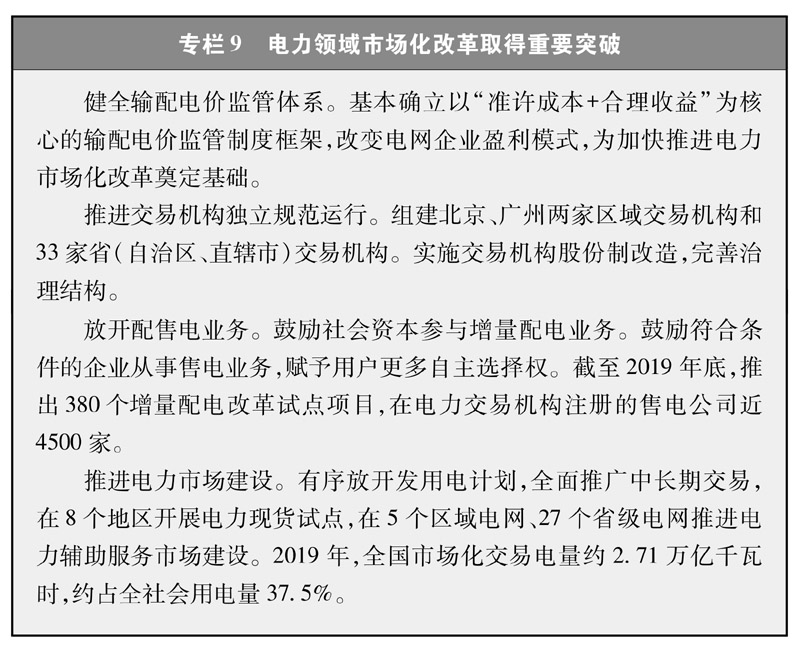 专栏9 电力领域市场化改革取得重要突破
健全输配电价监管体系。基本确立以“准许成本+合理收益”为核
心的输配电价监管制度框架,改变电网企业盈利模式,为加快推进电力
市场化改革奠定基础。
推进交易机构独立规范运行。组建北京、广州两家区域交易机构和
33家省(自治区、直辖市)交易机构。实施交易机构股份制改造,完善治
理结构。
放开配售电业务。鼓励社会资本参与增量配电业务。鼓励符合条
件的企业从事售电业务,赋予用户更多自主选择权。截至2019年底,推
出380个增量配电改革试点项目,在电力交易机构注册的售电公司近
4500家。
推进电力市场建设。有序放开发用电计划,全面推广中长期交易,
在8个地区开展电力现货试点,在5个区域电网、27个省级电网推进电
力辅助服务市场建设。2019年,全国市场化交易电量约2.71万亿千瓦
时,约占全社会用电量37.5%。